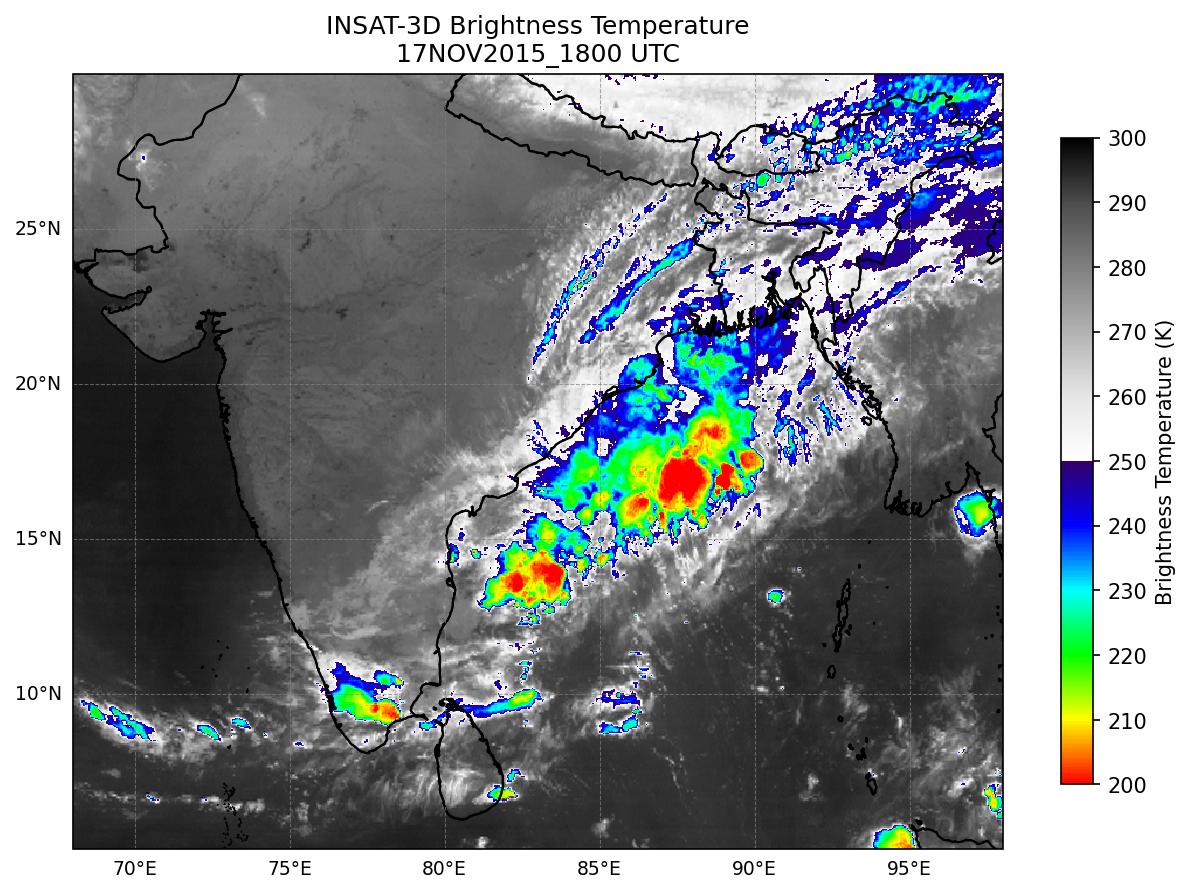 INSAT-3D Brightness Temperature
17NOV2015_1800 UTC
25°N
20°N
15°N
10°N
70°E
75°E
80°E
85°E
90°E
95°E
300
290
280
270
260
250
240
230
220
210
200
Brightness Temperature (K)